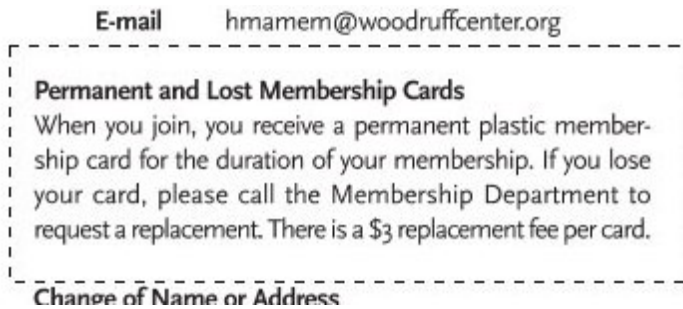 E-mail hmamem@woodruffcenter.org
Permanent and Lost Membership Cards
When you join, you receive a permanent plastic member-
ship card for the duration of your membership. If you lose
your card, please call the Membership Department to
request a replacement. There is a $3 replacement fee per card.
Change of Name or Address